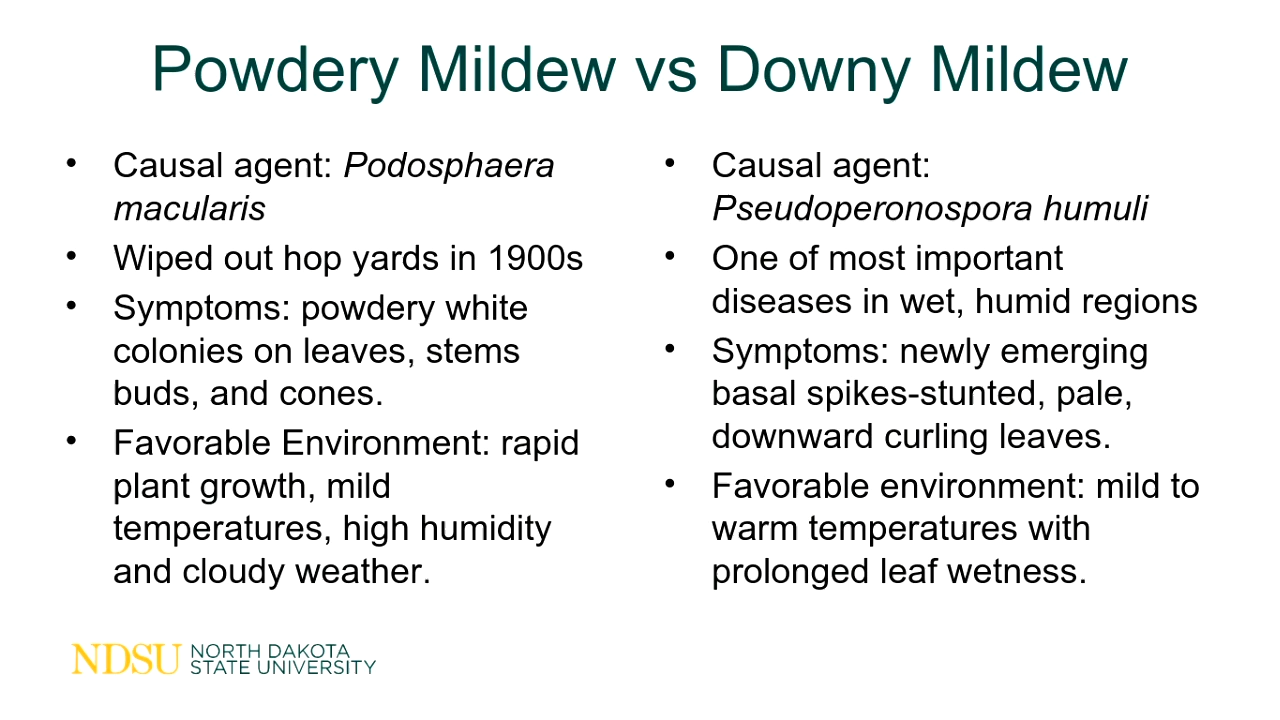 Powdery Mildew vs Downy Mildew
• Causal agent: Podosphaera
macularis
• Wiped out hop yards in 1900s
• Symptoms: powdery white
colonies on leaves, stems
buds, and cones.
• Favorable Environment: rapid
plant growth, mild
temperatures, high humidity
and cloudy weather.
• Causal agent:
Pseudoperonospora humuli
• One of most important
diseases in wet, humid regions
• Symptoms: newly emerging
basal spikes-stunted, pale,
downward curling leaves.
• Favorable environment: mild to
warm temperatures with
prolonged leaf wetness.
NDSU NORTH DAKOTA
STATE UNIVERSITY